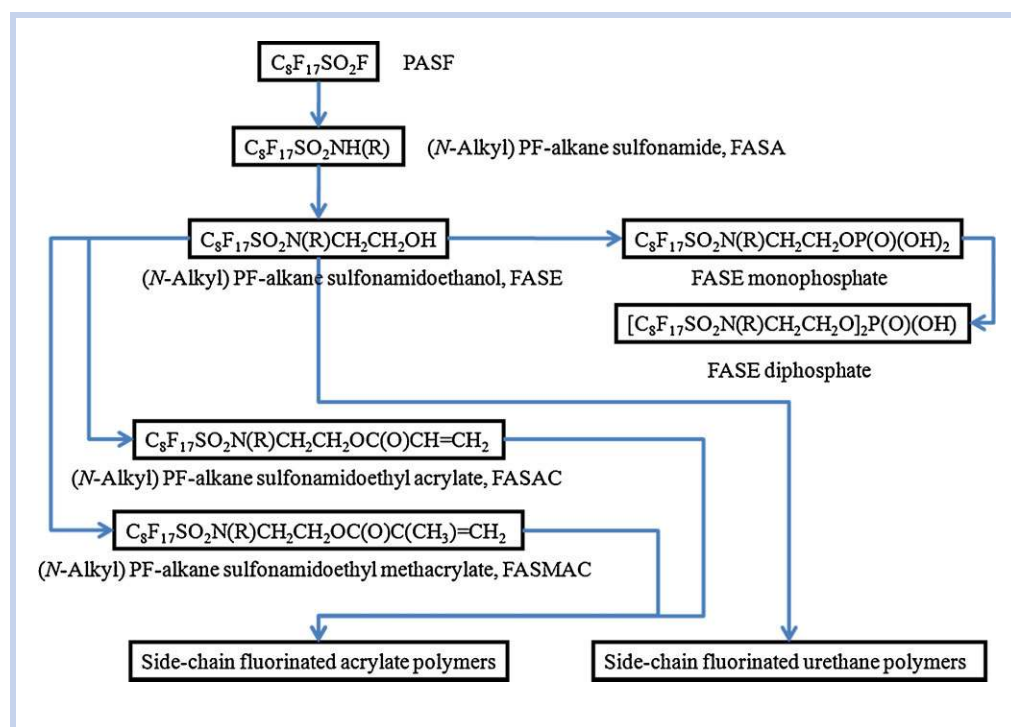 C₈F₁₇SO₂F PASF
C₈F₁₇SO₂NH(R) (N-Alkyl) PF-alkane sulfonamide, FASA
C₈F₁₇SO₂N(R)CH₂CH₂OH C₈F₁₇SO₂N(R)CH₂CH₂OP(O)(OH)₂
(N-Alkyl) PF-alkane sulfonamidoethanol, FASE FASE monophosphate
[C₈F₁₇SO₂N(R)CH₂CH₂O]₂P(O)(OH)
FASE diphosphate
C₈F₁₇SO₂N(R)CH₂CH₂OC(O)CH=CH₂
(N-Alkyl) PF-alkane sulfonamidoethyl acrylate, FASAC
C₈F₁₇SO₂N(R)CH₂CH₂OC(O)C(CH₃)=CH₂
(N-Alkyl) PF-alkane sulfonamidoethyl methacrylate, FASMAC
Side-chain fluorinated acrylate polymers Side-chain fluorinated urethane polymers